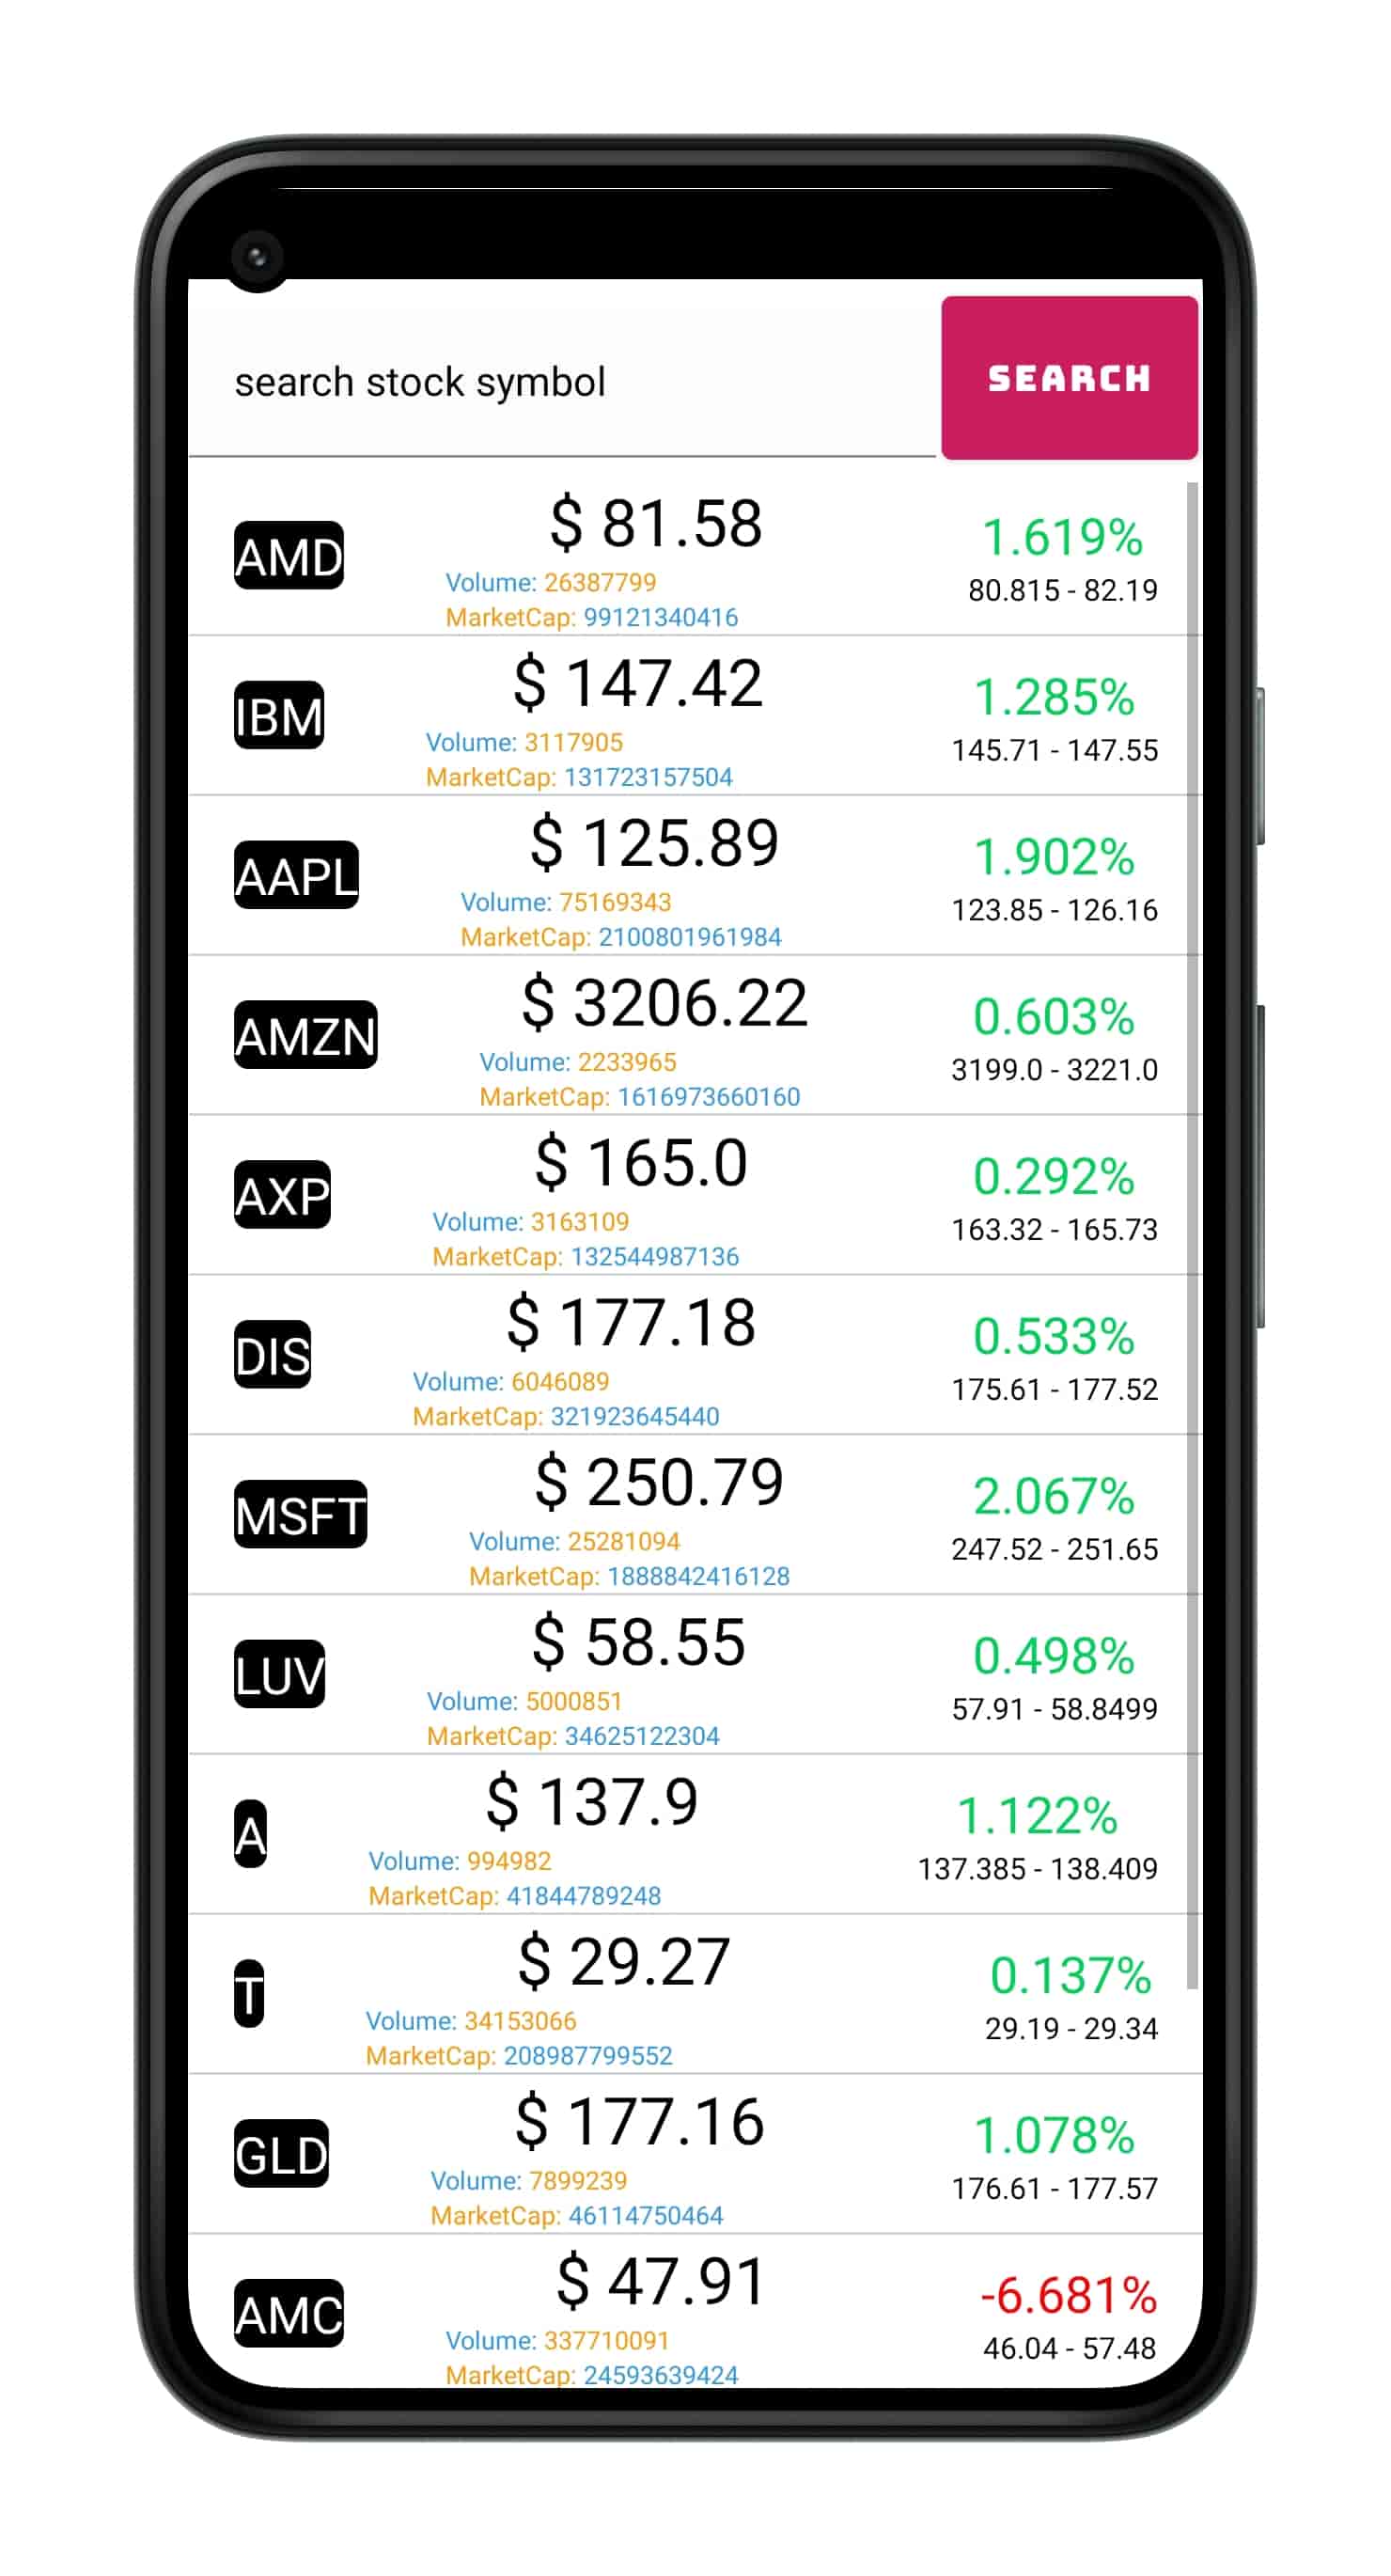 search stock symbol SEARCH
AMD $ 81.58 1.619%
Volume: 26387799 80.815 - 82.19
MarketCap: 99121340416
IBM $ 147.42 1.285%
Volume: 3117905 145.71 - 147.55
MarketCap: 131723157504
AAPL $ 125.89 1.902%
Volume: 75169343 123.85 - 126.16
MarketCap: 2100801961984
AMZN $ 3206.22 0.603%
Volume: 2233965 3199.0 - 3221.0
MarketCap: 1616973660160
AXP $ 165.0 0.292%
Volume: 3163109 163.32 - 165.73
MarketCap: 132544987136
DIS $ 177.18 0.533%
Volume: 6046089 175.61 - 177.52
MarketCap: 321923645440
MSFT $ 250.79 2.067%
Volume: 25281094 247.52 - 251.65
MarketCap: 1888842416128
LUV $ 58.55 0.498%
Volume: 5000851 57.91 - 58.8499
MarketCap: 34625122304
A $ 137.9 1.122%
Volume: 994982 137.385 - 138.409
MarketCap: 41844789248
T $ 29.27 0.137%
Volume: 34153066 29.19 - 29.34
MarketCap: 208987799552
GLD $ 177.16 1.078%
Volume: 7899239 176.61 - 177.57
MarketCap: 46114750464
AMC $ 47.91 -6.681%
Volume: 337710091 46.04 - 57.48
MarketCap: 24593639424